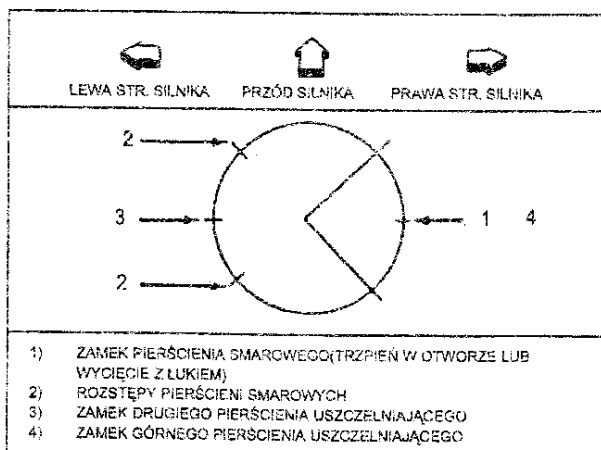 LEWA STR. SILNIKA PRZÓD SILNIKA PRAWA STR. SILNIKA
2
3 1 4
2
1) ZAMEK PIERŚCIENIA SMAROWEGO(TRZPIEŃ W OTWORZE LUB
WYCIĘCIE Z ŁUKIEM)
2) ROZSTĘPY PIERŚCIENI SMAROWYCH
3) ZAMEK DRUGIEGO PIERŚCIENIA USZCZELNIAJĄCEGO
4) ZAMEK GÓRNEGO PIERŚCIENIA USZCZELNIAJĄCEGO